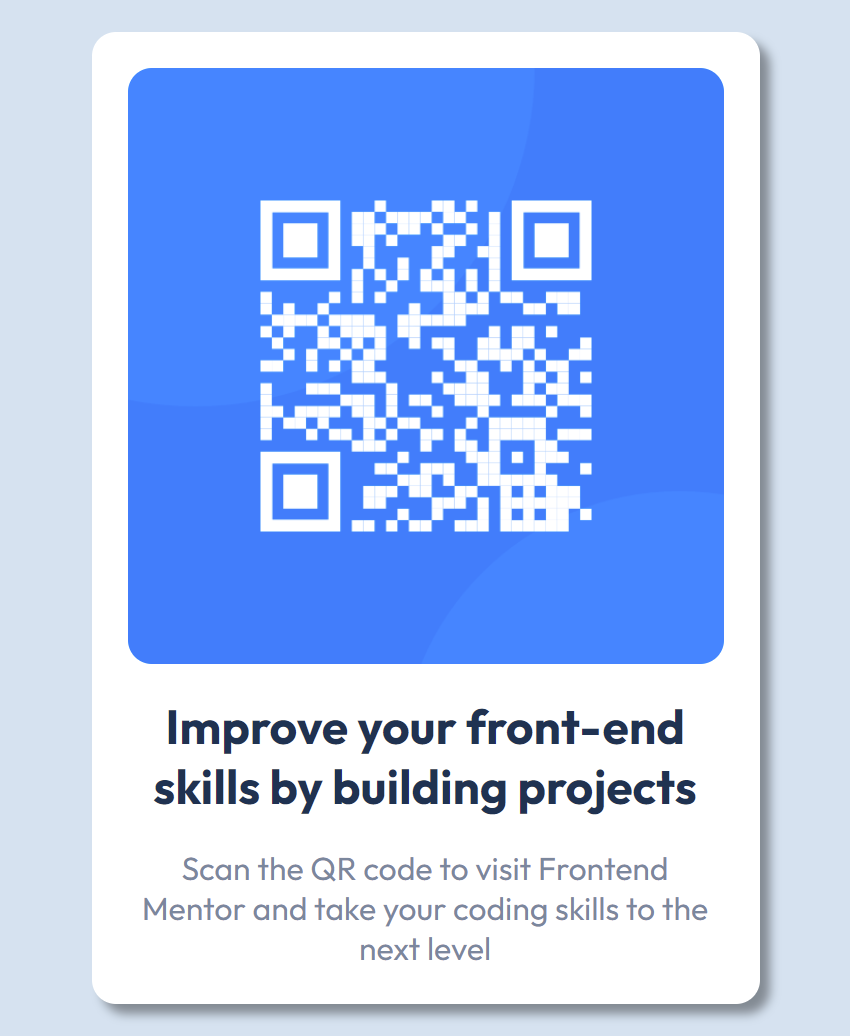 Improve your front-end
skills by building projects
Scan the QR code to visit Frontend
Mentor and take your coding skills to the
next level